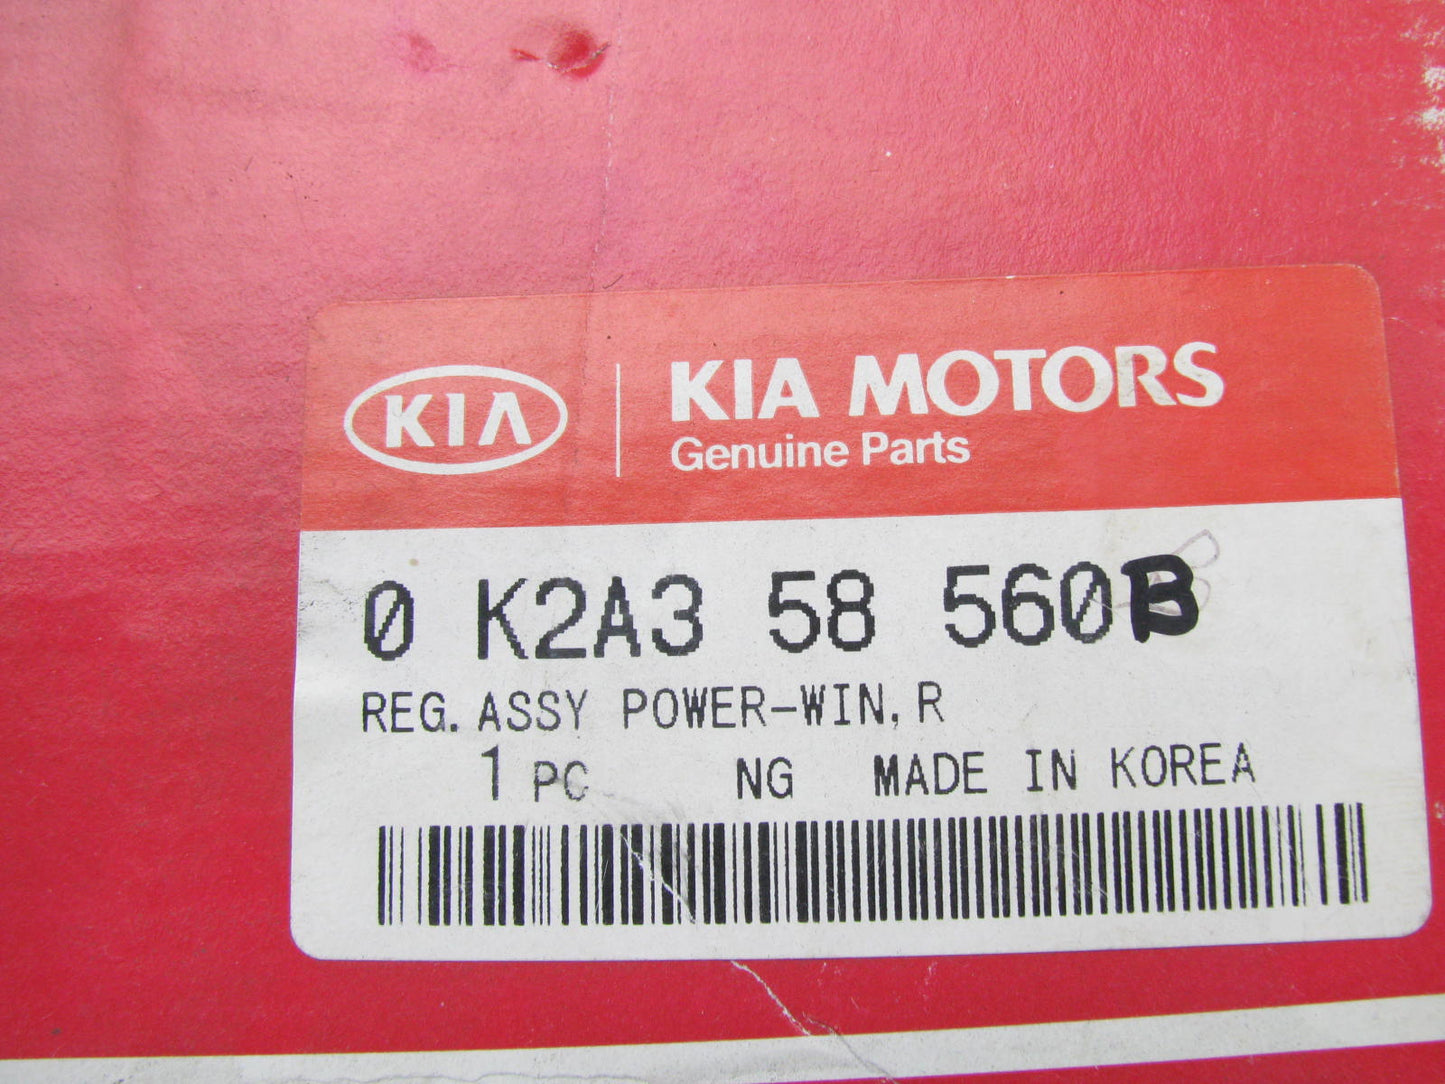 KIA
KIA MOTORS
Genuine Parts
0 K2A3 58 560B
REG. ASSY POWER-WIN, R
1 PC NG MADE IN KOREA